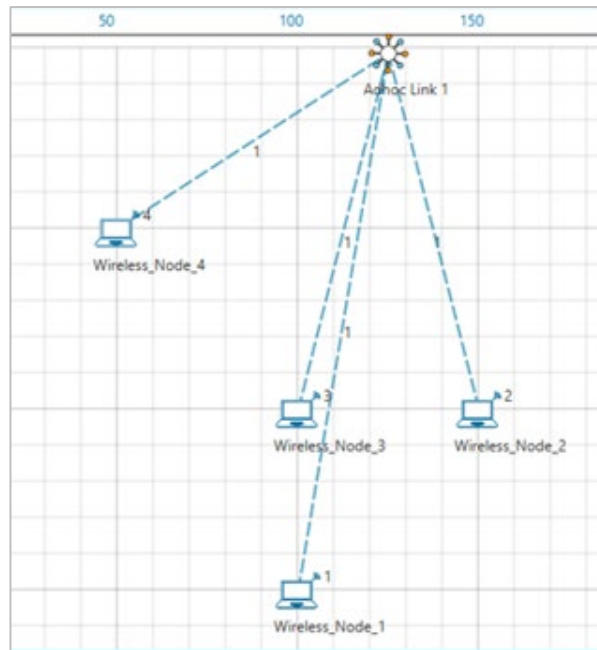 50 100 150
Adhoc Link 1
1
4
Wireless_Node_4
1
1
1
3
Wireless_Node_3
2
Wireless_Node_2
1
Wireless_Node_1